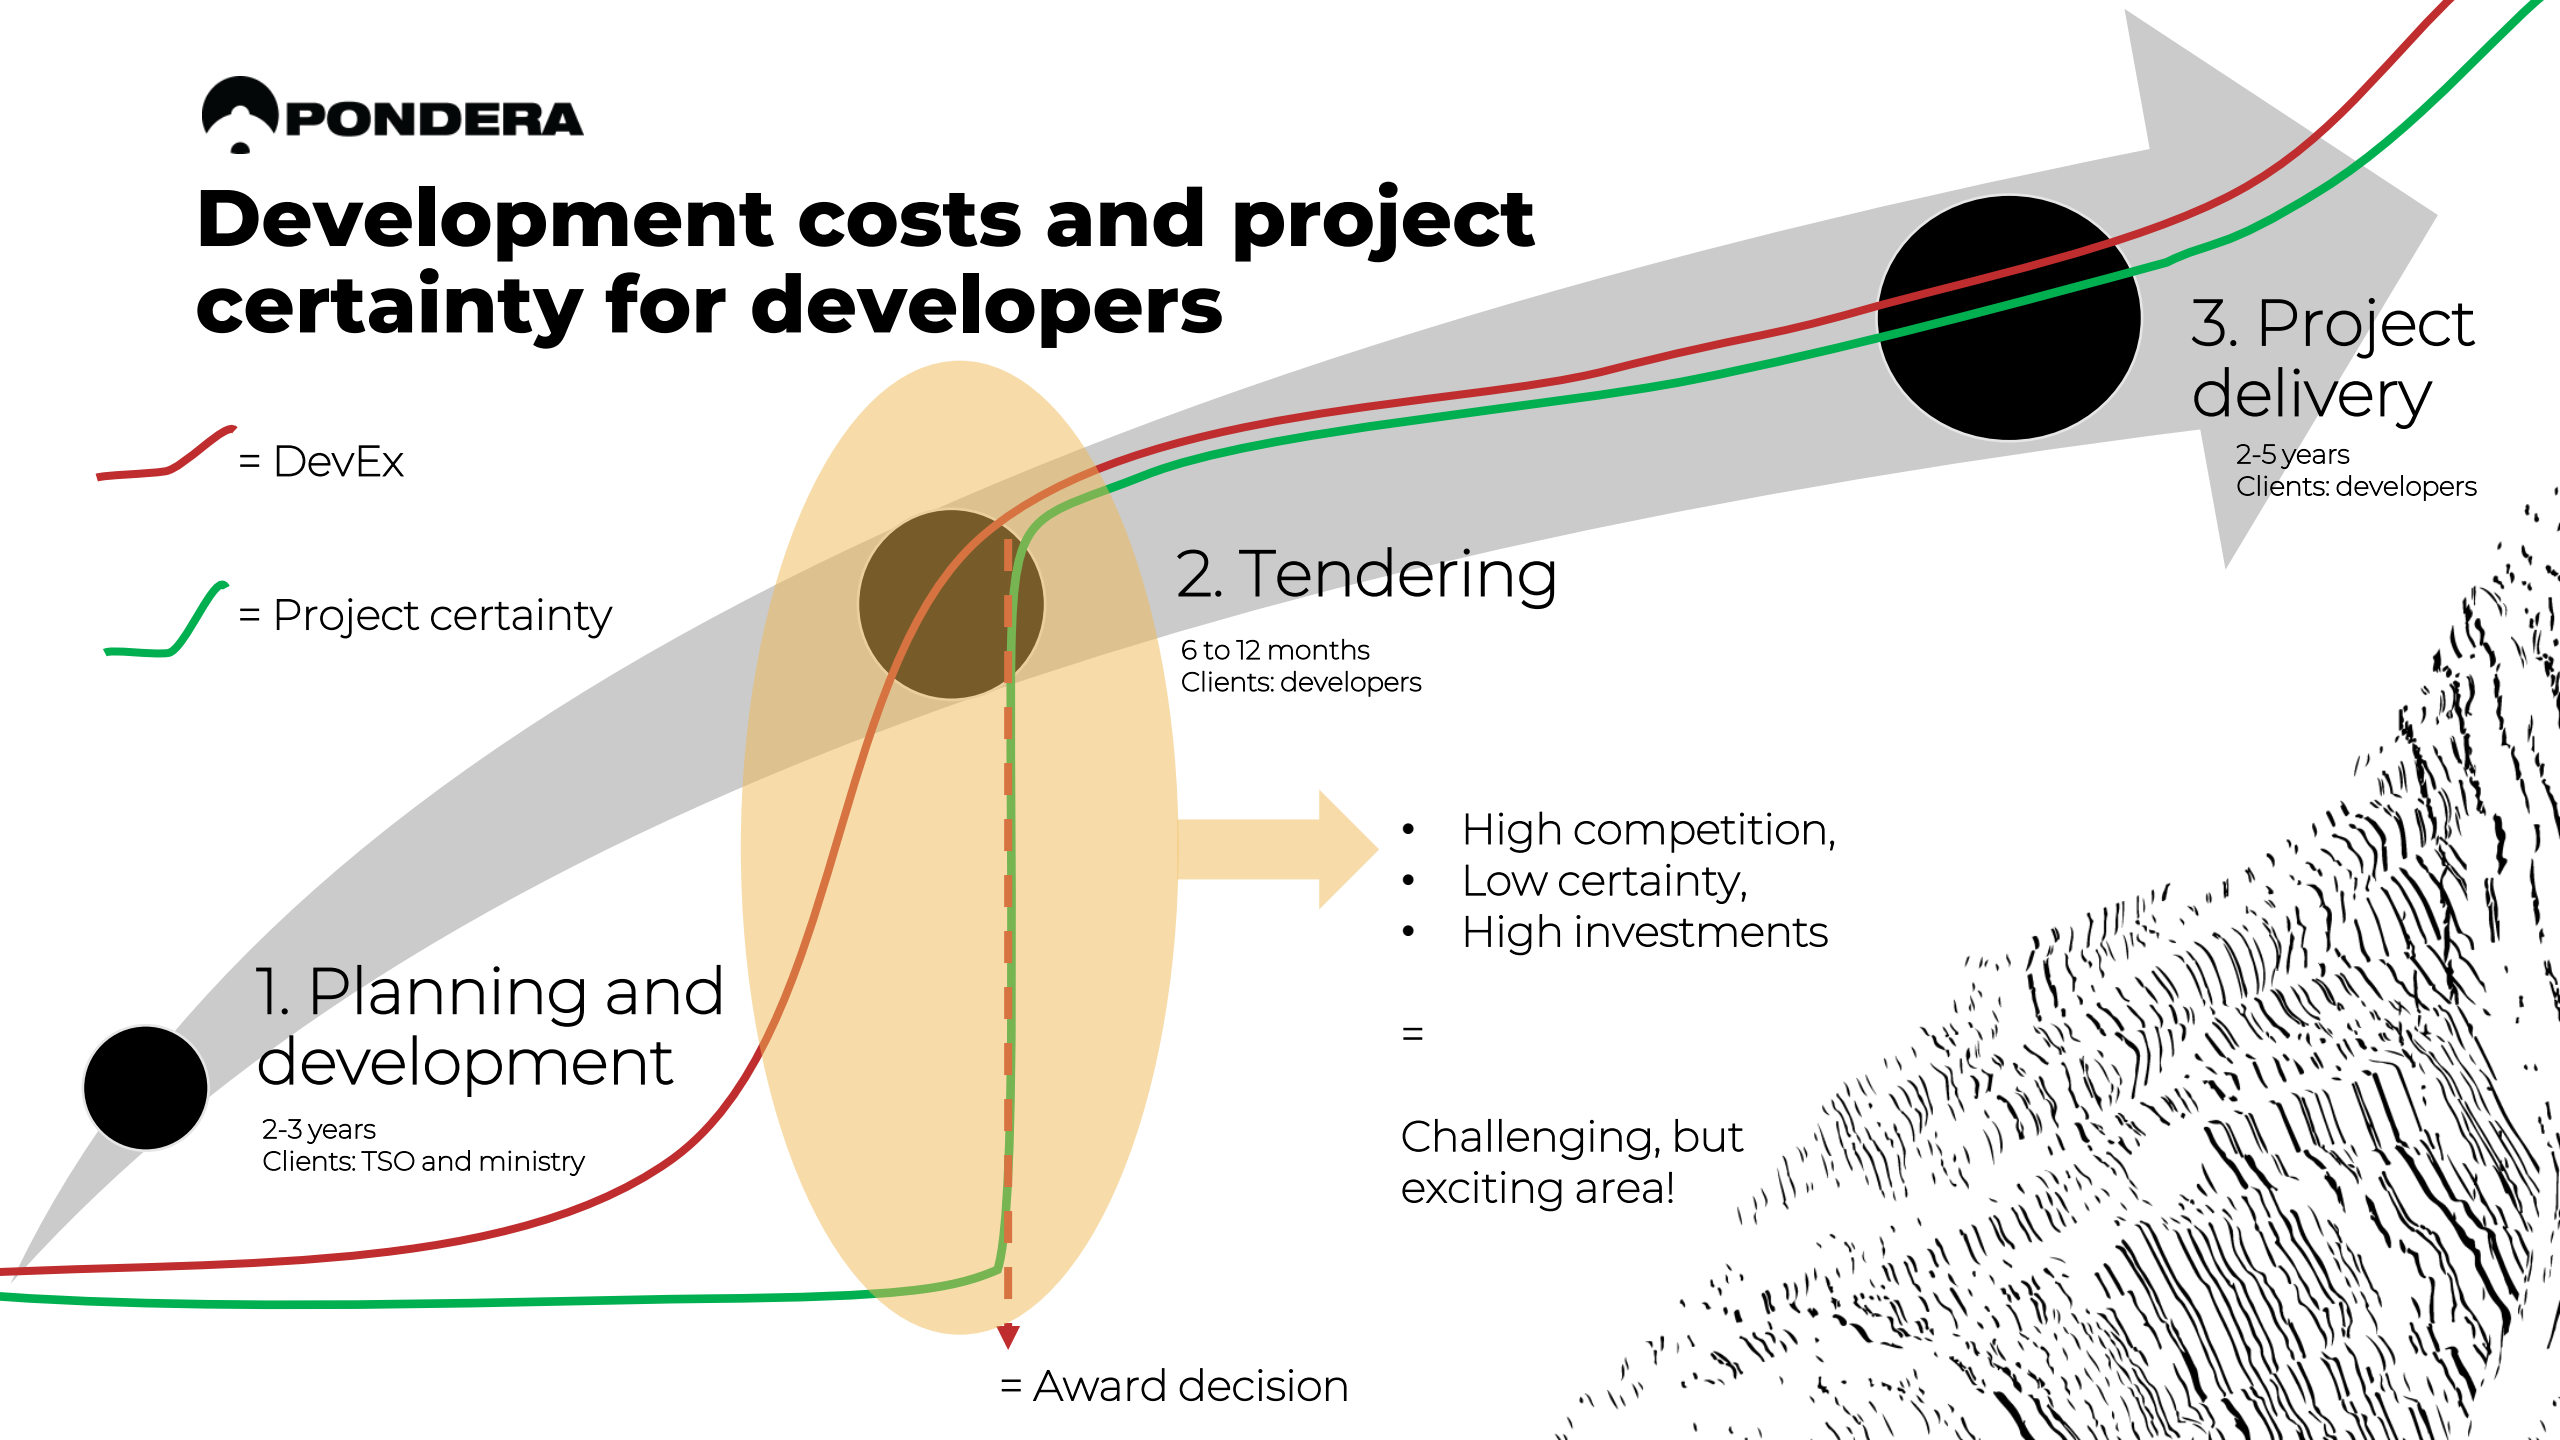 PONDERA
Development costs and project
certainty for developers
= DevEx
= Project certainty
1. Planning and
development
2-3 years
Clients: TSO and ministry
2. Tendering
6 to 12 months
Clients: developers
3. Project
delivery
2-5 years
Clients: developers
• High competition,
• Low certainty,
• High investments
=
Challenging, but
exciting area!
= Award decision